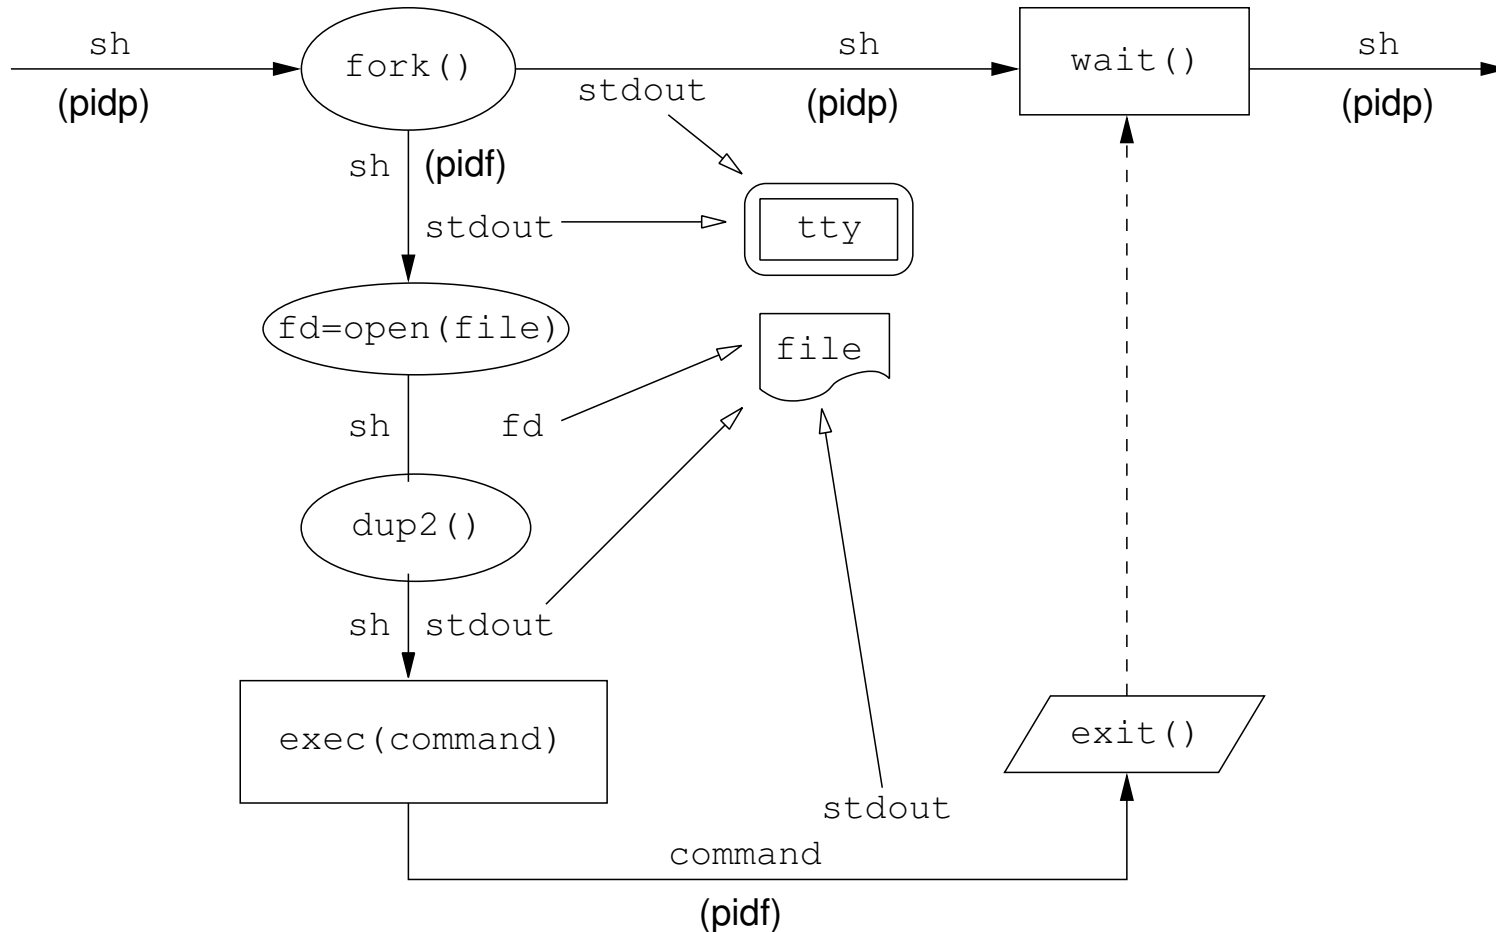 sh
fork()
sh
wait()
sh
(pidp)
stdout
(pidp)
(pidp)
sh
(pidf)
stdout
tty
fd=open(file)
file
sh
fd
dup2()
sh
stdout
exec(command)
exit()
stdout
command
(pidf)